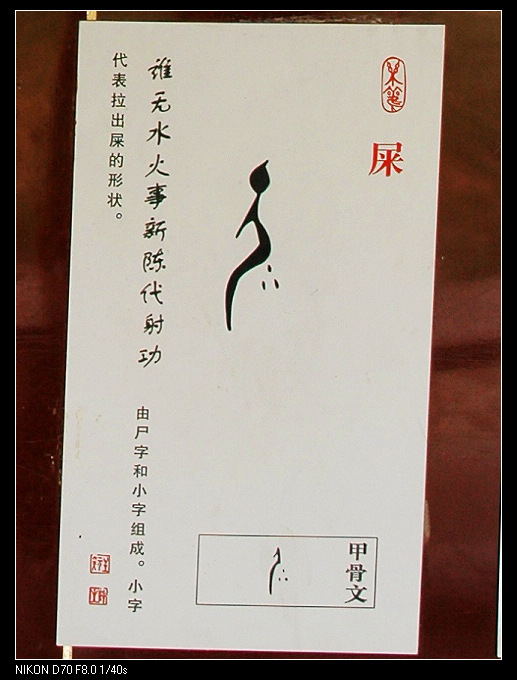 屎
甲骨文
谁无水火事新陈代射功
由尸字和小字组成。小字
代表拉出屎的形状。
NIKON D70 F8.0 1/40s